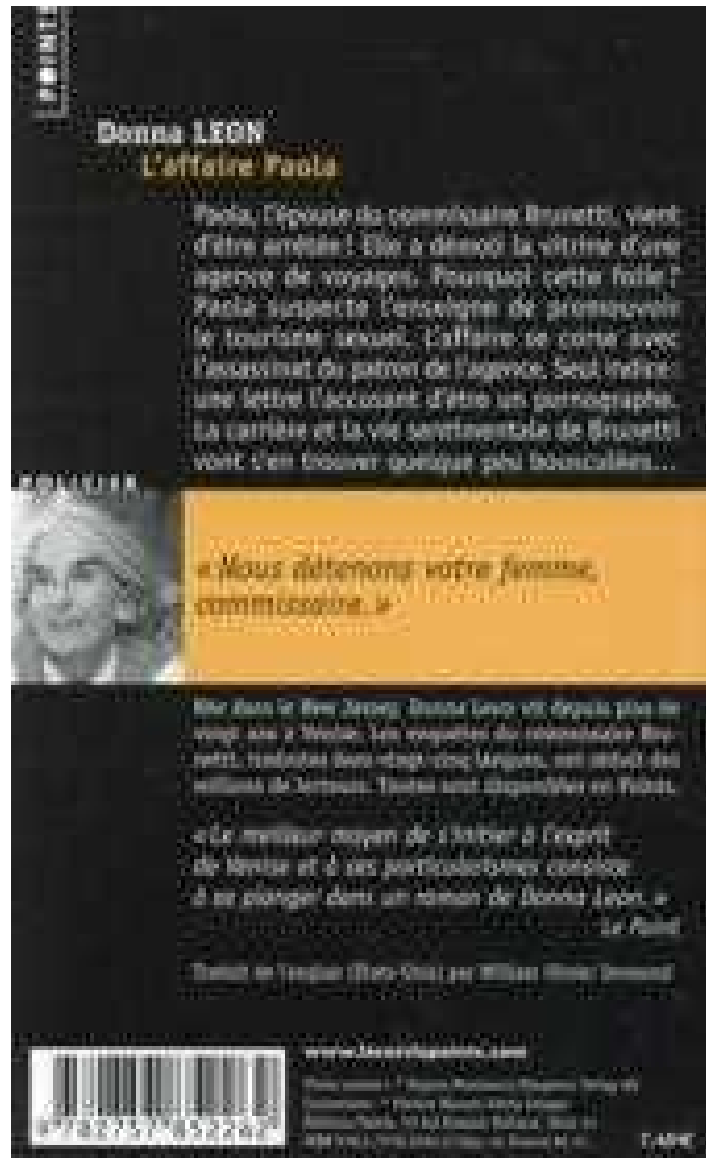 POINTS
Donna LEON
L'affaire Paola
Paola, l'épouse du commissaire Brunetti, vient
d'être arrêtée ! Elle a démoli la vitrine d'une
agence de voyages. Pourquoi cette folie ?
Paola suspecte l'enseigne de promouvoir
le tourisme sexuel. L'affaire se corse avec
l'assassinat du patron de l'agence. Seul indice :
une lettre l'accusant d'être un pornographe.
La carrière et la vie sentimentale de Brunetti
vont s'en trouver quelque peu bousculées...
POLICIER
« Nous détenons votre femme,
commissaire. »
Née dans le New Jersey, Donna Leon vit depuis plus de
vingt ans à Venise. Les enquêtes du commissaire Bru-
netti, traduites dans vingt-cinq langues, ont séduit des
millions de lecteurs. Toutes sont disponibles en Points.
« Le meilleur moyen de s'initier à l'esprit
de Venise et à ses particularismes consiste
à se plonger dans un roman de Donna Leon. »
Le Point
Traduit de l'anglais (États-Unis) par William Olivier Desmond
www.lecerclepoints.com